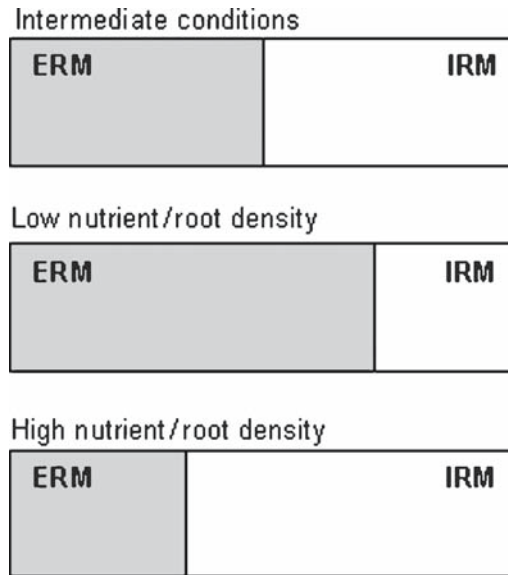 Intermediate conditions
ERM IRM
Low nutrient/root density
ERM IRM
High nutrient/root density
ERM IRM